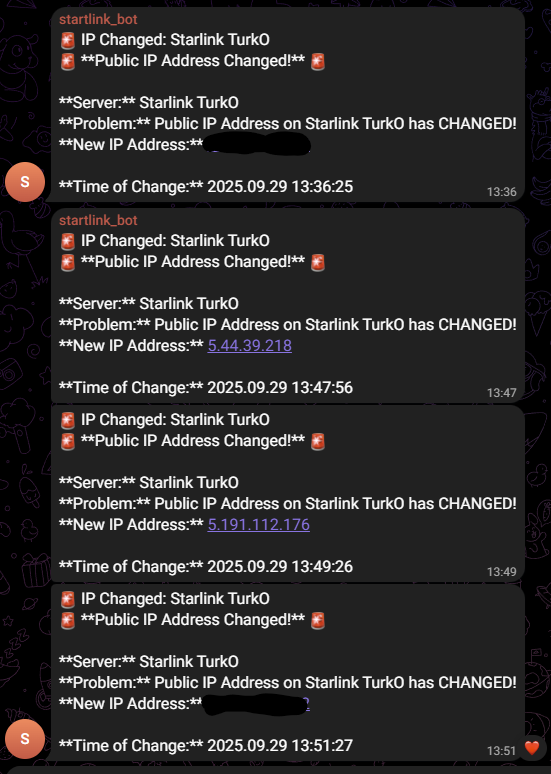 startlink_bot
🚨 IP Changed: Starlink TurkO
🚨 **Public IP Address Changed!** 🚨
**Server:** Starlink TurkO
**Problem:** Public IP Address on Starlink TurkO has CHANGED!
**New IP Address:**
S
**Time of Change:** 2025.09.29 13:36:25
13:36
startlink_bot
🚨 IP Changed: Starlink TurkO
🚨 **Public IP Address Changed!** 🚨
**Server:** Starlink TurkO
**Problem:** Public IP Address on Starlink TurkO has CHANGED!
**New IP Address:** 5.44.39.218
**Time of Change:** 2025.09.29 13:47:56
13:47
🚨 IP Changed: Starlink TurkO
🚨 **Public IP Address Changed!** 🚨
**Server:** Starlink TurkO
**Problem:** Public IP Address on Starlink TurkO has CHANGED!
**New IP Address:** 5.191.112.176
**Time of Change:** 2025.09.29 13:49:26
13:49
🚨 IP Changed: Starlink TurkO
🚨 **Public IP Address Changed!** 🚨
**Server:** Starlink TurkO
**Problem:** Public IP Address on Starlink TurkO has CHANGED!
**New IP Address:**
S
**Time of Change:** 2025.09.29 13:51:27
13:51 ❤️